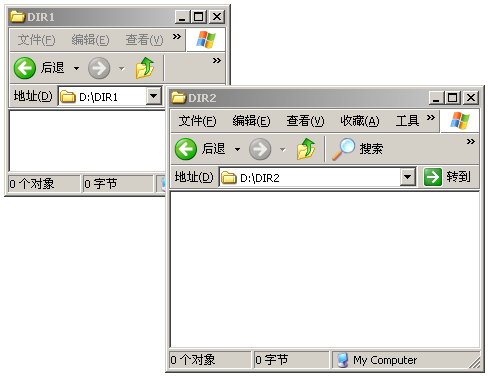 DIR1
文件(F) 编辑(E) 查看(V) »
后退 »
地址(D) D:\DIR1
0 个对象 0 字节
DIR2
文件(F) 编辑(E) 查看(V) 收藏(A) 工具 »
后退 搜索 »
地址(D) D:\DIR2 转到
0 个对象 0 字节 My Computer